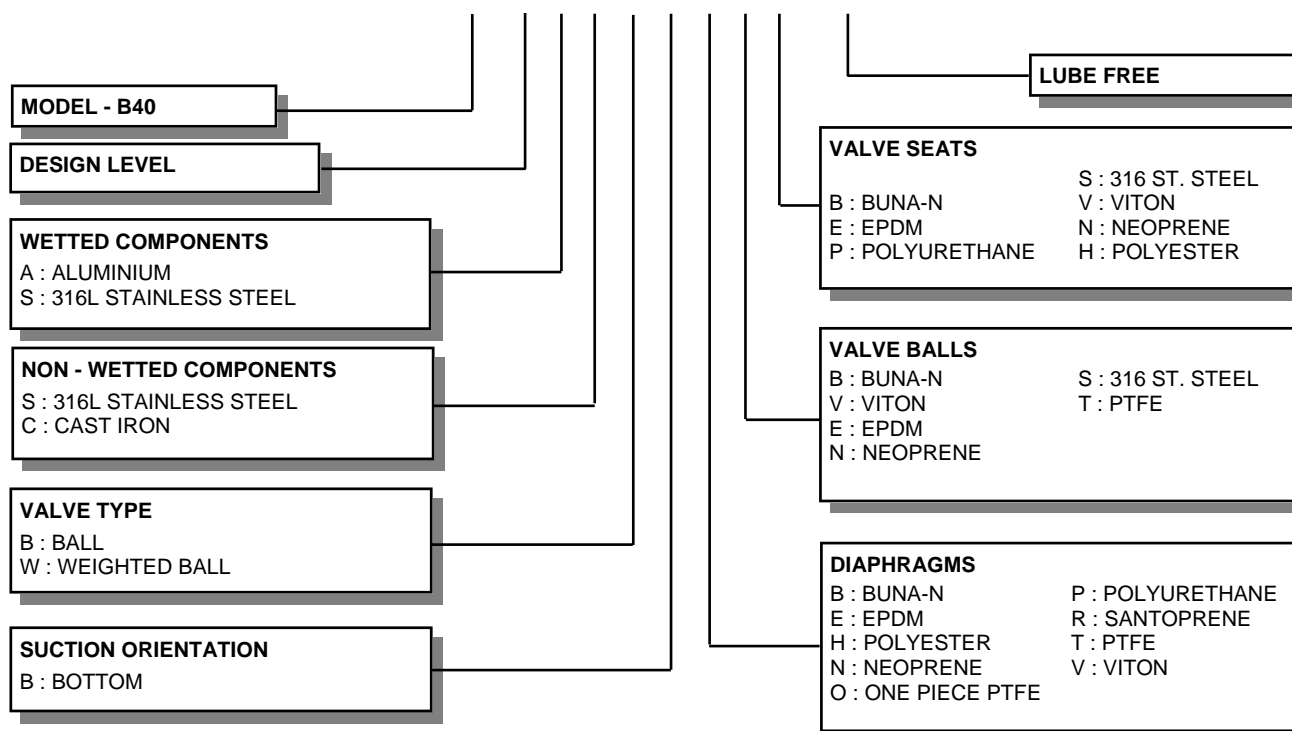 MODEL - B40
DESIGN LEVEL
WETTED COMPONENTS
A : ALUMINIUM
S : 316L STAINLESS STEEL
NON - WETTED COMPONENTS
S : 316L STAINLESS STEEL
C : CAST IRON
VALVE TYPE
B : BALL
W : WEIGHTED BALL
SUCTION ORIENTATION
B : BOTTOM
LUBE FREE
VALVE SEATS
S : 316 ST. STEEL
B : BUNA-N V : VITON
E : EPDM N : NEOPRENE
P : POLYURETHANE H : POLYESTER
VALVE BALLS
B : BUNA-N S : 316 ST. STEEL
V : VITON T : PTFE
E : EPDM
N : NEOPRENE
DIAPHRAGMS
B : BUNA-N P : POLYURETHANE
E : EPDM R : SANTOPRENE
H : POLYESTER T : PTFE
N : NEOPRENE V : VITON
O : ONE PIECE PTFE